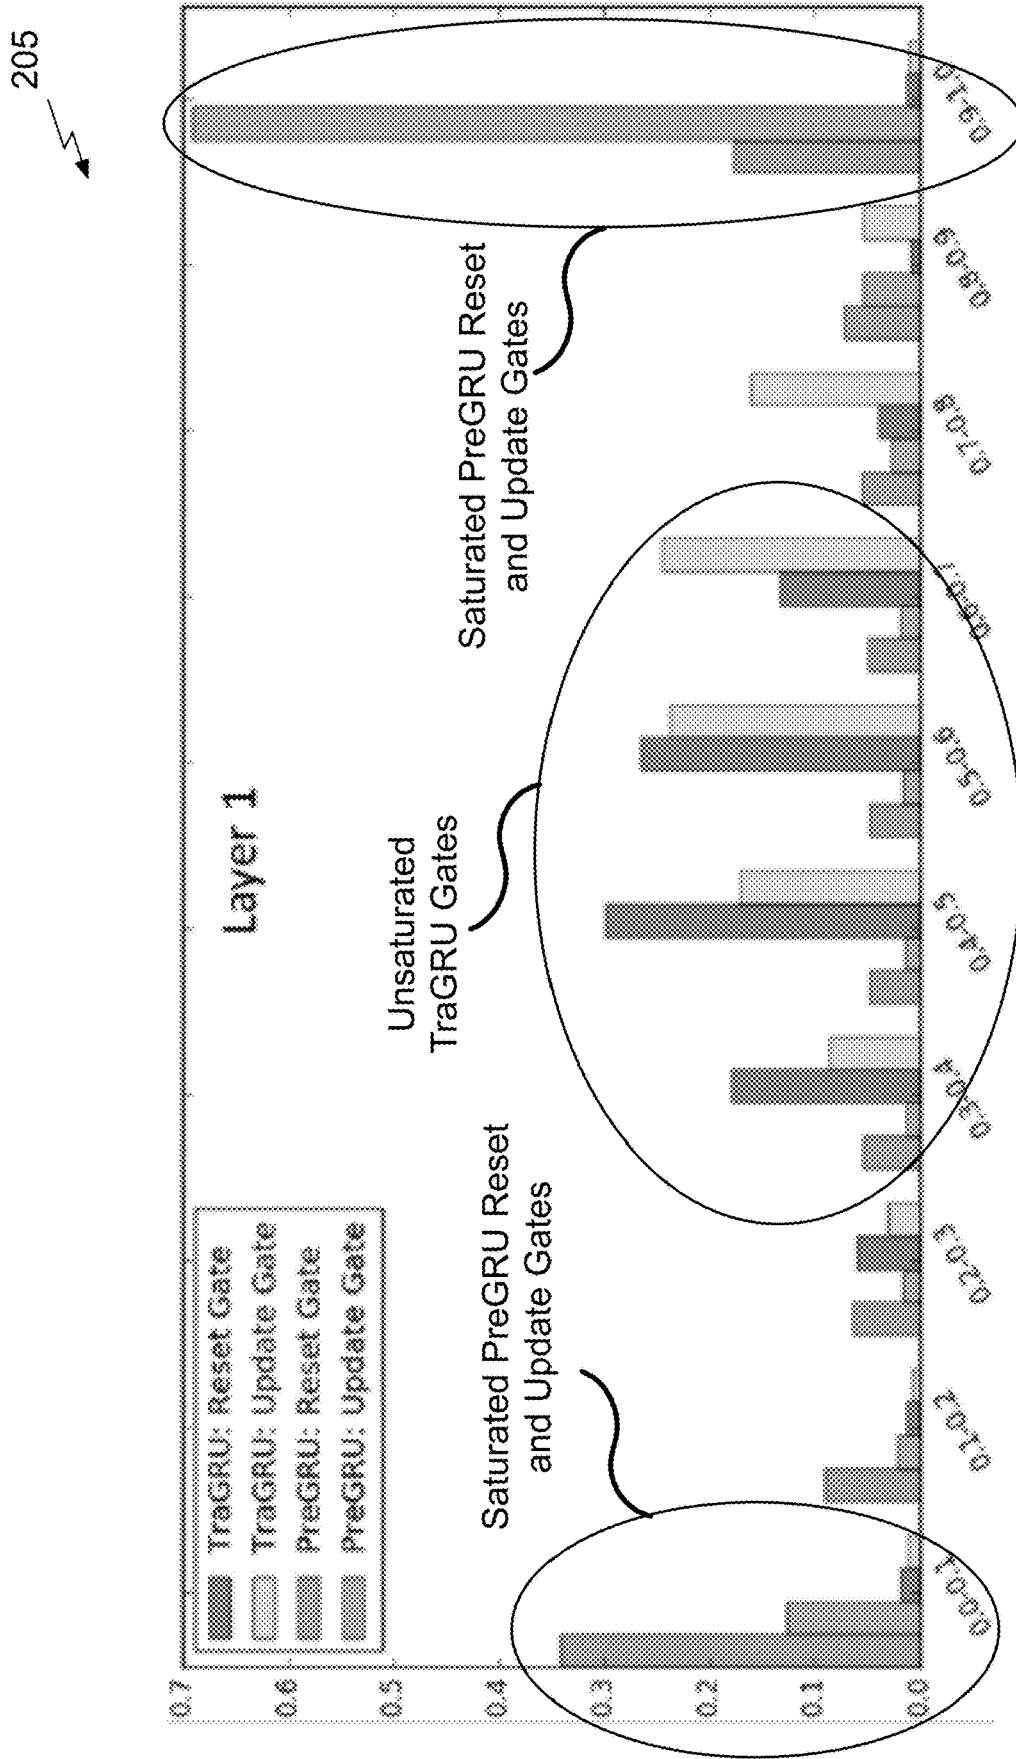 205
Layer 1
TraGRU: Reset Gate
TraGRU: Update Gate
PreGRU: Reset Gate
PreGRU: Update Gate
Saturated PreGRU Reset
and Update Gates
Unsaturated
TraGRU Gates
Saturated PreGRU Reset
and Update Gates
0.7
0.6
0.5
0.4
0.3
0.2
0.1
0.0
0.0-0.1
0.1-0.2
0.2-0.3
0.3-0.4
0.4-0.5
0.5-0.6
0.6-0.7
0.7-0.8
0.8-0.9
0.9-1.0